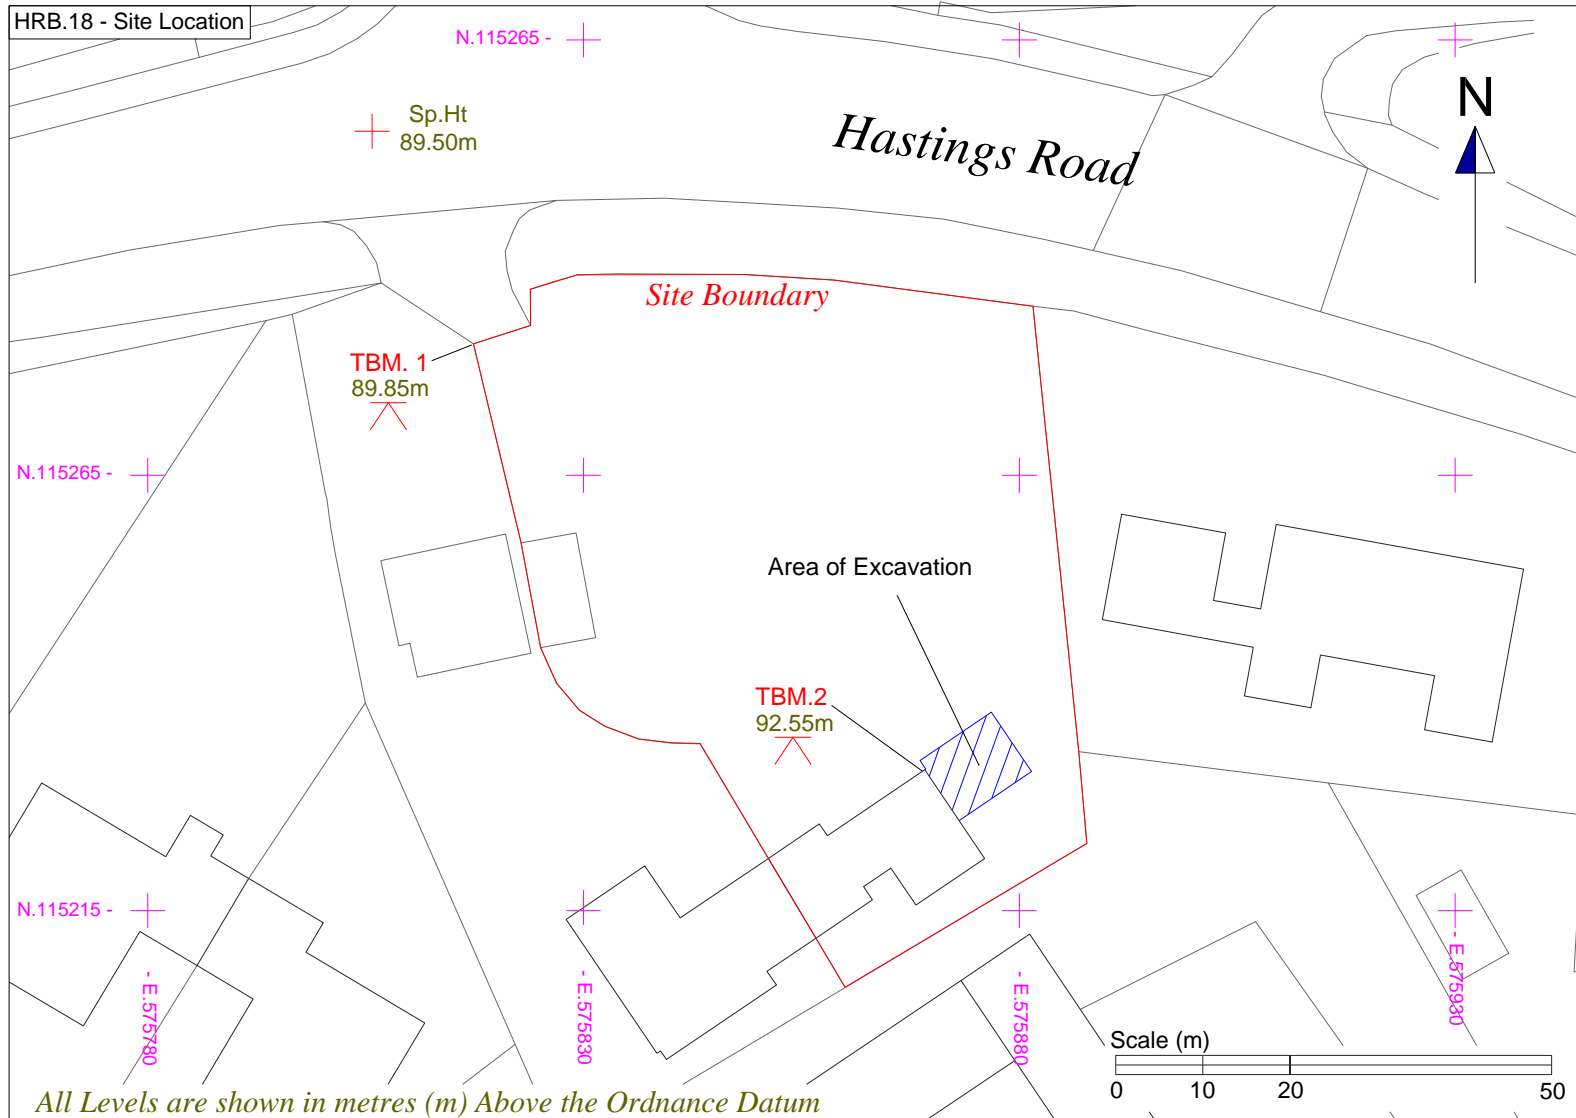 HRB.18 - Site Location
N.115265 -
N
Sp.Ht
89.50m
Hastings Road
Site Boundary
TBM. 1
89.85m
N.115265 -
Area of Excavation
TBM.2
92.55m
N.115215 -
- E.575780
- E.575830
- E.575880
- E.575930
Scale (m)
0 10 20 50
All Levels are shown in metres (m) Above the Ordnance Datum